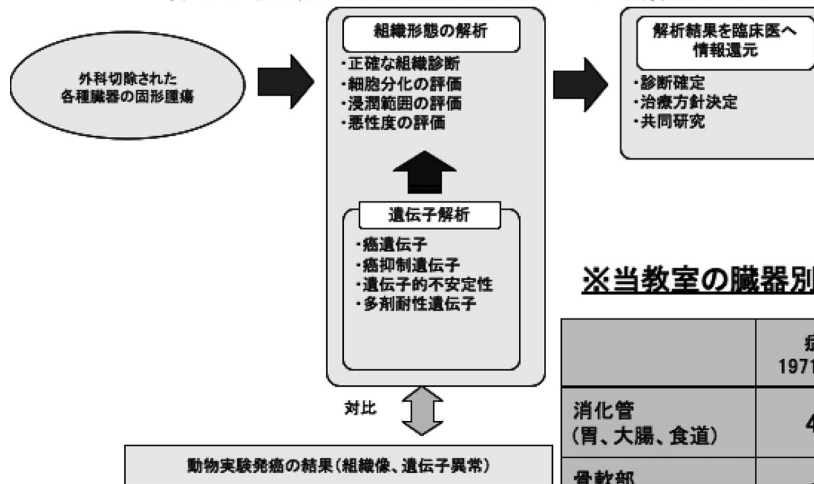 外科切除された
各種臓器の固形腫瘍
組織形態の解析
・正確な組織診断
・細胞分化の評価
・浸潤範囲の評価
・悪性度の評価
遺伝子解析
・癌遺伝子
・癌抑制遺伝子
・遺伝子的不安定性
・多剤耐性遺伝子
解析結果を臨床医へ
情報還元
・診断確定
・治療方針決定
・共同研究
対比
動物実験発癌の結果(組織像、遺伝子異常)
※当教室の臓器別
1971
消化管
(胃、大腸、食道)
4
骨軟部